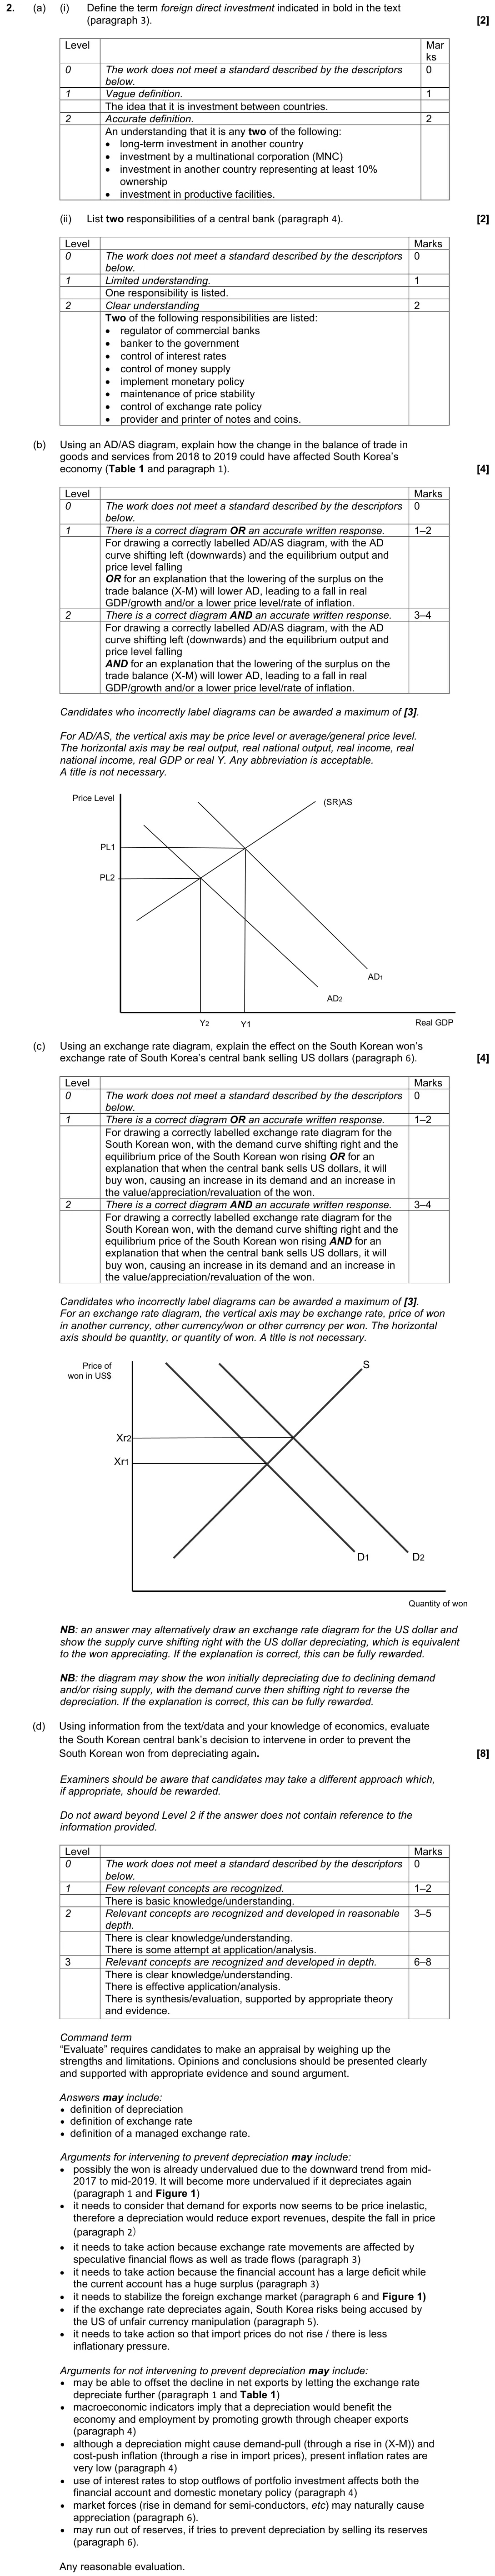 2. (a) (i) Define the term foreign direct investment indicated in bold in the text
(paragraph 3). [2]
Level Mar
ks
0 The work does not meet a standard described by the descriptors 0
below.
1 Vague definition. 1
The idea that it is investment between countries.
2 Accurate definition. 2
An understanding that it is any two of the following:
• long-term investment in another country
• investment by a multinational corporation (MNC)
• investment in another country representing at least 10%
ownership
• investment in productive facilities.
(ii) List two responsibilities of a central bank (paragraph 4). [2]
Level Marks
0 The work does not meet a standard described by the descriptors 0
below.
1 Limited understanding. 1
One responsibility is listed.
2 Clear understanding 2
Two of the following responsibilities are listed:
• regulator of commercial banks
• banker to the government
• control of interest rates
• control of money supply
• implement monetary policy
• maintenance of price stability
• control of exchange rate policy
• provider and printer of notes and coins.
(b) Using an AD/AS diagram, explain how the change in the balance of trade in
goods and services from 2018 to 2019 could have affected South Korea's
economy (Table 1 and paragraph 1). [4]
Level Marks
0 The work does not meet a standard described by the descriptors 0
below.
1 There is a correct diagram OR an accurate written response. 1–2
For drawing a correctly labelled AD/AS diagram, with the AD
curve shifting left (downwards) and the equilibrium output and
price level falling
OR for an explanation that the lowering of the surplus on the
trade balance (X-M) will lower AD, leading to a fall in real
GDP/growth and/or a lower price level/rate of inflation.
2 There is a correct diagram AND an accurate written response. 3–4
For drawing a correctly labelled AD/AS diagram, with the AD
curve shifting left (downwards) and the equilibrium output and
price level falling
AND for an explanation that the lowering of the surplus on the
trade balance (X-M) will lower AD, leading to a fall in real
GDP/growth and/or a lower price level/rate of inflation.
Candidates who incorrectly label diagrams can be awarded a maximum of [3].
For AD/AS, the vertical axis may be price level or average/general price level.
The horizontal axis may be real output, real national output, real income, real
national income, real GDP or real Y. Any abbreviation is acceptable.
A title is not necessary.
Price Level
(SR)AS
PL1
PL2
AD1
AD2
Y2 Y1 Real GDP
(c) Using an exchange rate diagram, explain the effect on the South Korean won's
exchange rate of South Korea's central bank selling US dollars (paragraph 6). [4]
Level Marks
0 The work does not meet a standard described by the descriptors 0
below.
1 There is a correct diagram OR an accurate written response. 1–2
For drawing a correctly labelled exchange rate diagram for the
South Korean won, with the demand curve shifting right and the
equilibrium price of the South Korean won rising OR for an
explanation that when the central bank sells US dollars, it will
buy won, causing an increase in its demand and an increase in
the value/appreciation/revaluation of the won.
2 There is a correct diagram AND an accurate written response. 3–4
For drawing a correctly labelled exchange rate diagram for the
South Korean won, with the demand curve shifting right and the
equilibrium price of the South Korean won rising AND for an
explanation that when the central bank sells US dollars, it will
buy won, causing an increase in its demand and an increase in
the value/appreciation/revaluation of the won.
Candidates who incorrectly label diagrams can be awarded a maximum of [3].
For an exchange rate diagram, the vertical axis may be exchange rate, price of won
in another currency, other currency/won or other currency per won. The horizontal
axis should be quantity, or quantity of won. A title is not necessary.
Price of
won in US$
S
Xr2
Xr1
D1 D2
Quantity of won
NB: an answer may alternatively draw an exchange rate diagram for the US dollar and
show the supply curve shifting right with the US dollar depreciating, which is equivalent
to the won appreciating. If the explanation is correct, this can be fully rewarded.
NB: the diagram may show the won initially depreciating due to declining demand
and/or rising supply, with the demand curve then shifting right to reverse the
depreciation. If the explanation is correct, this can be fully rewarded.
(d) Using information from the text/data and your knowledge of economics, evaluate
the South Korean central bank's decision to intervene in order to prevent the
South Korean won from depreciating again. [8]
Examiners should be aware that candidates may take a different approach which,
if appropriate, should be rewarded.
Do not award beyond Level 2 if the answer does not contain reference to the
information provided.
Level Marks
0 The work does not meet a standard described by the descriptors 0
below.
1 Few relevant concepts are recognized. 1–2
There is basic knowledge/understanding.
2 Relevant concepts are recognized and developed in reasonable 3–5
depth.
There is clear knowledge/understanding.
There is some attempt at application/analysis.
3 Relevant concepts are recognized and developed in depth. 6–8
There is clear knowledge/understanding.
There is effective application/analysis.
There is synthesis/evaluation, supported by appropriate theory
and evidence.
Command term
"Evaluate" requires candidates to make an appraisal by weighing up the
strengths and limitations. Opinions and conclusions should be presented clearly
and supported with appropriate evidence and sound argument.
Answers may include:
• definition of depreciation
• definition of exchange rate
• definition of a managed exchange rate.
Arguments for intervening to prevent depreciation may include:
• possibly the won is already undervalued due to the downward trend from mid-
2017 to mid-2019. It will become more undervalued if it depreciates again
(paragraph 1 and Figure 1)
• it needs to consider that demand for exports now seems to be price inelastic,
therefore a depreciation would reduce export revenues, despite the fall in price
(paragraph 2)
• it needs to take action because exchange rate movements are affected by
speculative financial flows as well as trade flows (paragraph 3)
• it needs to take action because the financial account has a large deficit while
the current account has a huge surplus (paragraph 3)
• it needs to stabilize the foreign exchange market (paragraph 6 and Figure 1)
• if the exchange rate depreciates again, South Korea risks being accused by
the US of unfair currency manipulation (paragraph 5).
• it needs to take action so that import prices do not rise / there is less
inflationary pressure.
Arguments for not intervening to prevent depreciation may include:
• may be able to offset the decline in net exports by letting the exchange rate
depreciate further (paragraph 1 and Table 1)
• macroeconomic indicators imply that a depreciation would benefit the
economy and employment by promoting growth through cheaper exports
(paragraph 4)
• although a depreciation might cause demand-pull (through a rise in (X-M)) and
cost-push inflation (through a rise in import prices), present inflation rates are
very low (paragraph 4)
• use of interest rates to stop outflows of portfolio investment affects both the
financial account and domestic monetary policy (paragraph 4)
• market forces (rise in demand for semi-conductors, etc) may naturally cause
appreciation (paragraph 6).
• may run out of reserves, if tries to prevent depreciation by selling its reserves
(paragraph 6).
Any reasonable evaluation.